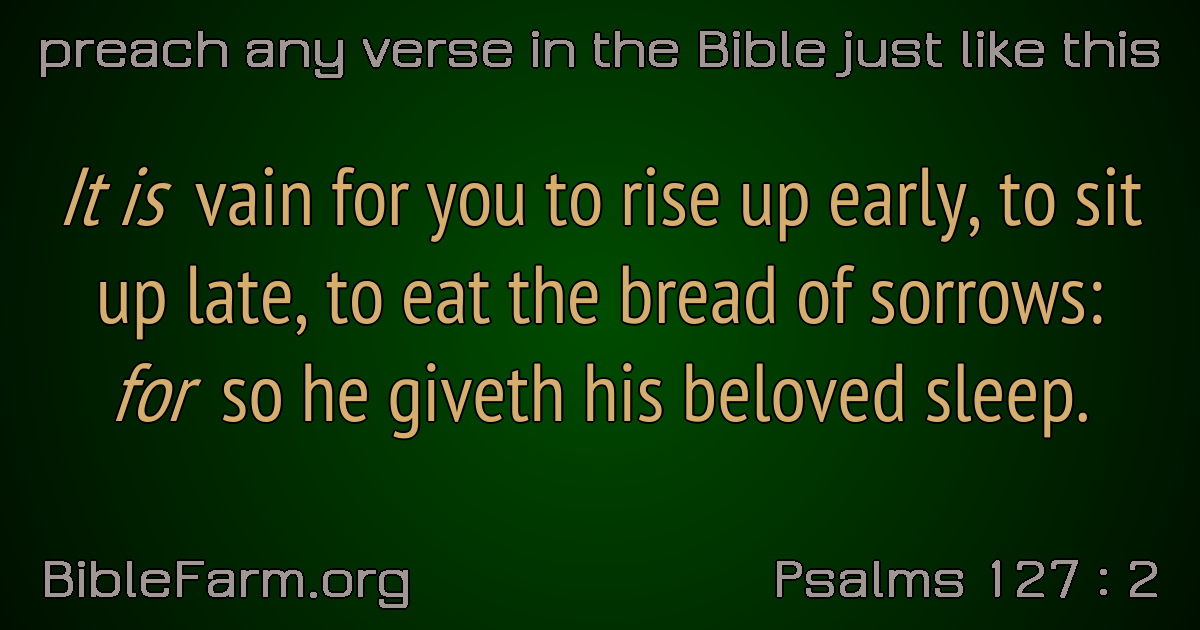 preach any verse in the Bible just like this
It is vain for you to rise up early, to sit
up late, to eat the bread of sorrows:
for so he giveth his beloved sleep.
BibleFarm.org
Psalms 127 : 2